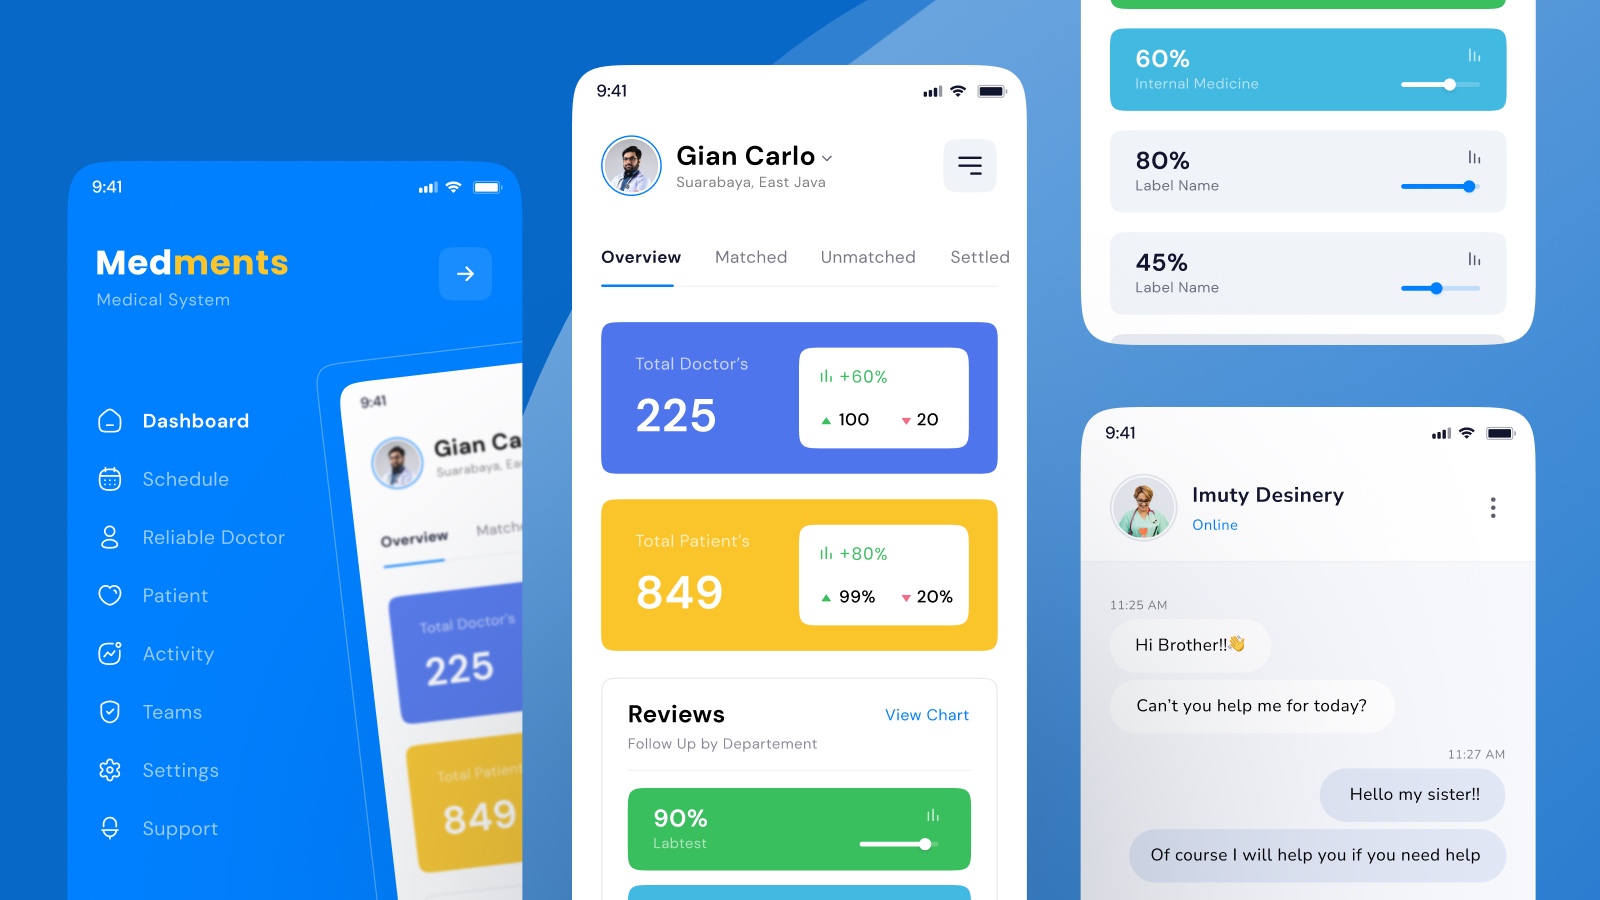 9:41
Medments
Medical System
Dashboard
Schedule
Reliable Doctor
Patient
Activity
Teams
Settings
Support
9:41
Gian Ca
Suarabaya, Eas
Overview Matche
Total Doctor's
225
Total Patient
849
9:41
Gian Carlo
Suarabaya, East Java
Overview Matched Unmatched Settled
Total Doctor's
225
+60%
100 20
Total Patient's
849
+80%
99% 20%
Reviews
View Chart
Follow Up by Departement
90%
Labtest
60%
Internal Medicine
80%
Label Name
45%
Label Name
9:41
Imuty Desinery
Online
11:25 AM
Hi Brother!!👋
Can't you help me for today?
11:27 AM
Hello my sister!!
Of course I will help you if you need help